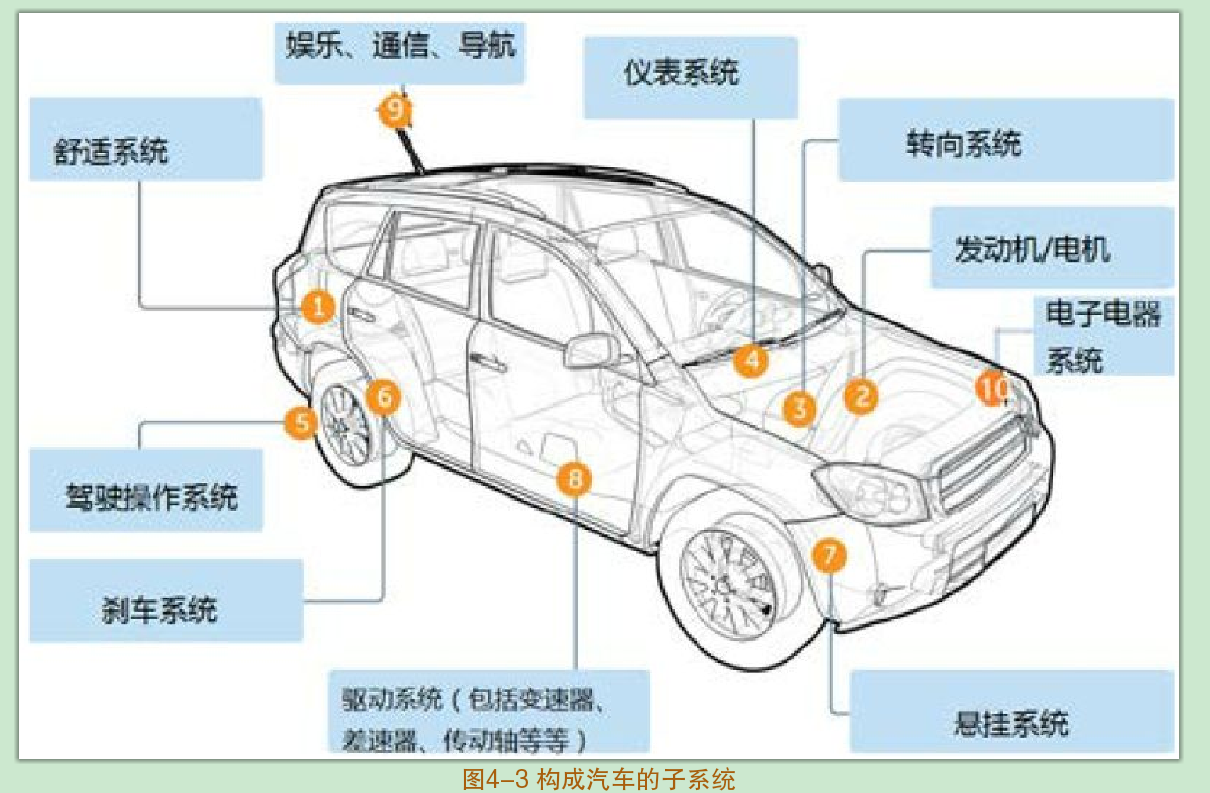 娱乐、通信、导航
仪表系统
9
舒适系统
转向系统
发动机/电机
电子电器
系统
1
4
10
6
3
2
5
8
驾驶操作系统
7
刹车系统
驱动系统（包括变速器、
差速器、传动轴等等）
悬挂系统
图4-3 构成汽车的子系统